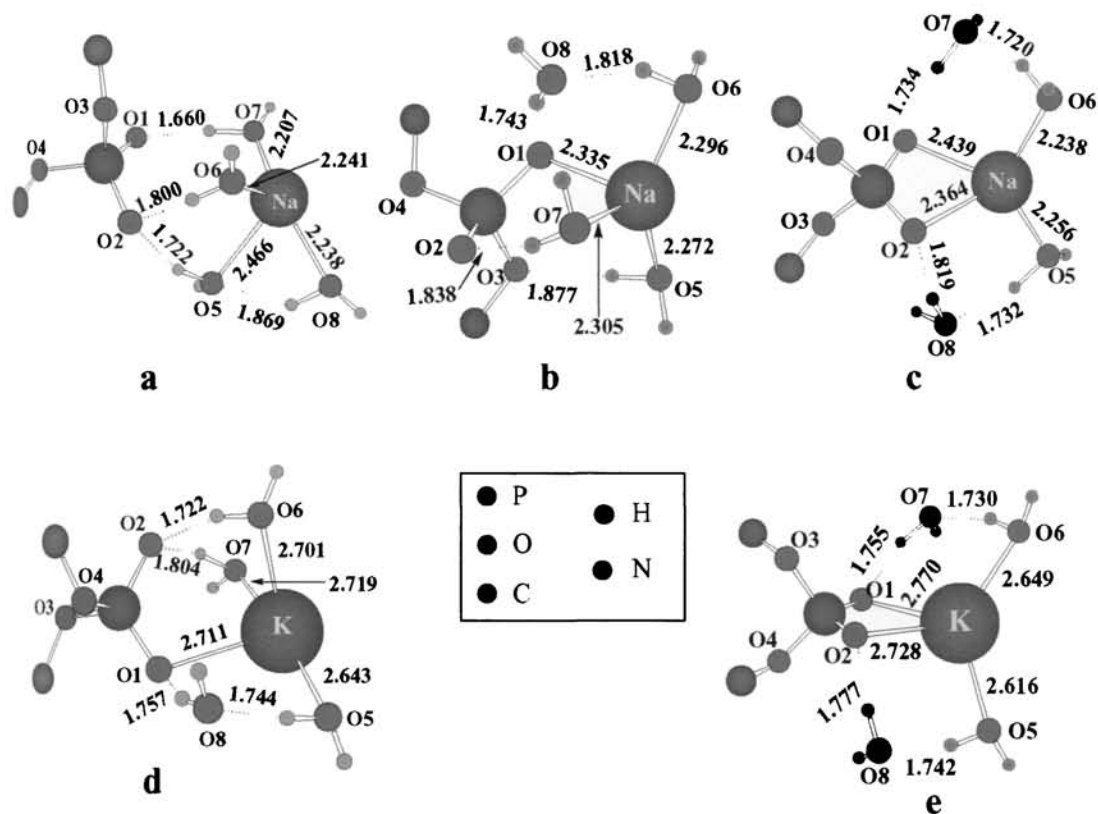 O3
O1
1.660
O7
2.207
O4
O6
2.241
1.800
Na
O2
1.722
2.466
2.238
O5
1.869
O8
a
O8
1.818
O6
1.743
O1
2.335
2.296
Na
O4
O7
O2
2.272
O3
O5
1.838
1.877
2.305
b
O7
1.720
1.734
O6
O1
2.439
2.238
O4
Na
O3
2.364
2.256
O2
1.819
O5
1.732
O8
c
O2
1.722
O6
O7
2.701
1.804
2.719
O4
O3
K
2.711
O1
2.643
1.757
1.744
O5
O8
d
P
H
O
N
C
O7
1.730
O3
1.755
O6
O1
2.770
2.649
K
O4
O2
2.728
2.616
1.777
O5
O8
1.742
e